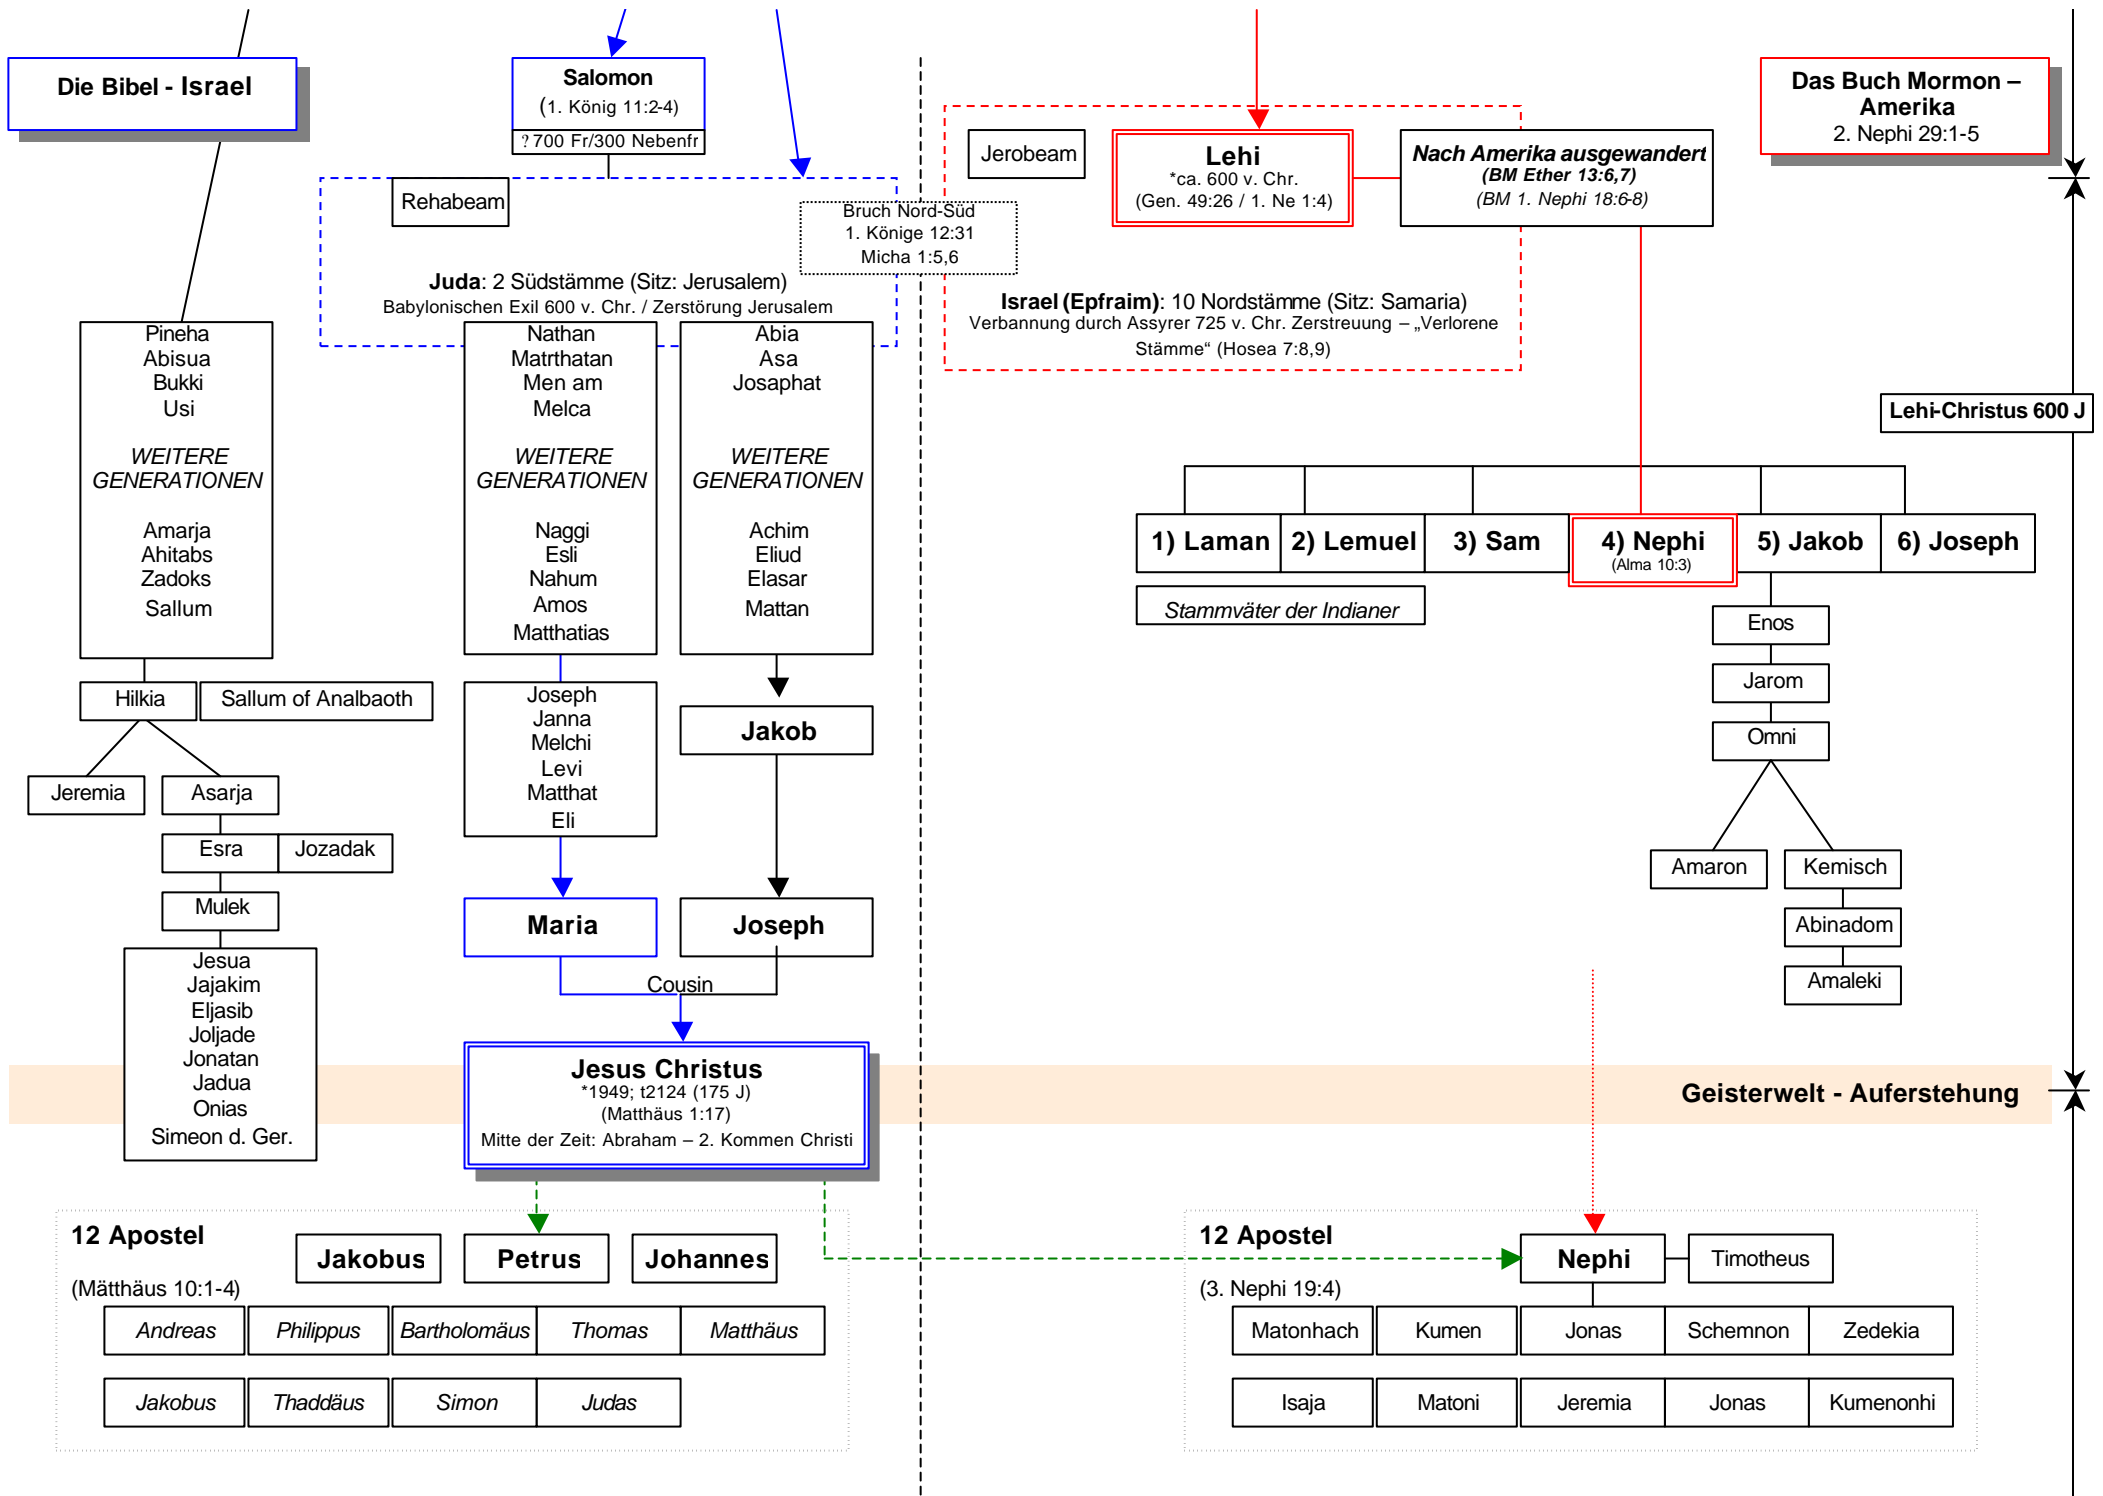 Die Bibel - Israel
Salomon
(1. König 11:2-4)
? 700 Fr/300 Nebenfr
Rehabeam
Bruch Nord-Süd
1. Könige 12:31
Micha 1:5,6
Juda: 2 Südstämme (Sitz: Jerusalem)
Babylonischen Exil 600 v. Chr. / Zerstörung Jerusalem
Jerobeam
Lehi
*ca. 600 v. Chr.
(Gen. 49:26 / 1. Ne 1:4)
Nach Amerika ausgewandert
(BM Ether 13:6,7)
(BM 1. Nephi 18:6-8)
Das Buch Mormon –
Amerika
2. Nephi 29:1-5
Israel (Epfraim): 10 Nordstämme (Sitz: Samaria)
Verbannung durch Assyrer 725 v. Chr. Zerstreuung – „Verlorene
Stämme“ (Hosea 7:8,9)
Pineha
Abisua
Bukki
Usi
WEITERE
GENERATIONEN
Amarja
Ahitabs
Zadoks
Sallum
Nathan
Matrthatan
Men am
Melca
WEITERE
GENERATIONEN
Naggi
Esli
Nahum
Amos
Matthatias
Abia
Asa
Josaphat
WEITERE
GENERATIONEN
Achim
Eliud
Elasar
Mattan
Lehi-Christus 600 J
1) Laman
2) Lemuel
3) Sam
4) Nephi
(Alma 10:3)
5) Jakob
6) Joseph
Stammväter der Indianer
Enos
Jarom
Omni
Amaron
Kemisch
Abinadom
Amaleki
Hilkia
Sallum of Analbaoth
Jeremia
Asarja
Esra
Jozadak
Mulek
Jesua
Jajakim
Eljasib
Joljade
Jonatan
Jadua
Onias
Simeon d. Ger.
Joseph
Janna
Melchi
Levi
Matthat
Eli
Jakob
Maria
Joseph
Cousin
Jesus Christus
*1949; t2124 (175 J)
(Matthäus 1:17)
Mitte der Zeit: Abraham – 2. Kommen Christi
Geisterwelt - Auferstehung
12 Apostel
(Mätthäus 10:1-4)
Jakobus
Petrus
Johannes
Andreas
Philippus
Bartholomäus
Thomas
Matthäus
Jakobus
Thaddäus
Simon
Judas
12 Apostel
(3. Nephi 19:4)
Nephi
Timotheus
Matonhach
Kumen
Jonas
Schemnon
Zedekia
Isaja
Matoni
Jeremia
Jonas
Kumenonhi